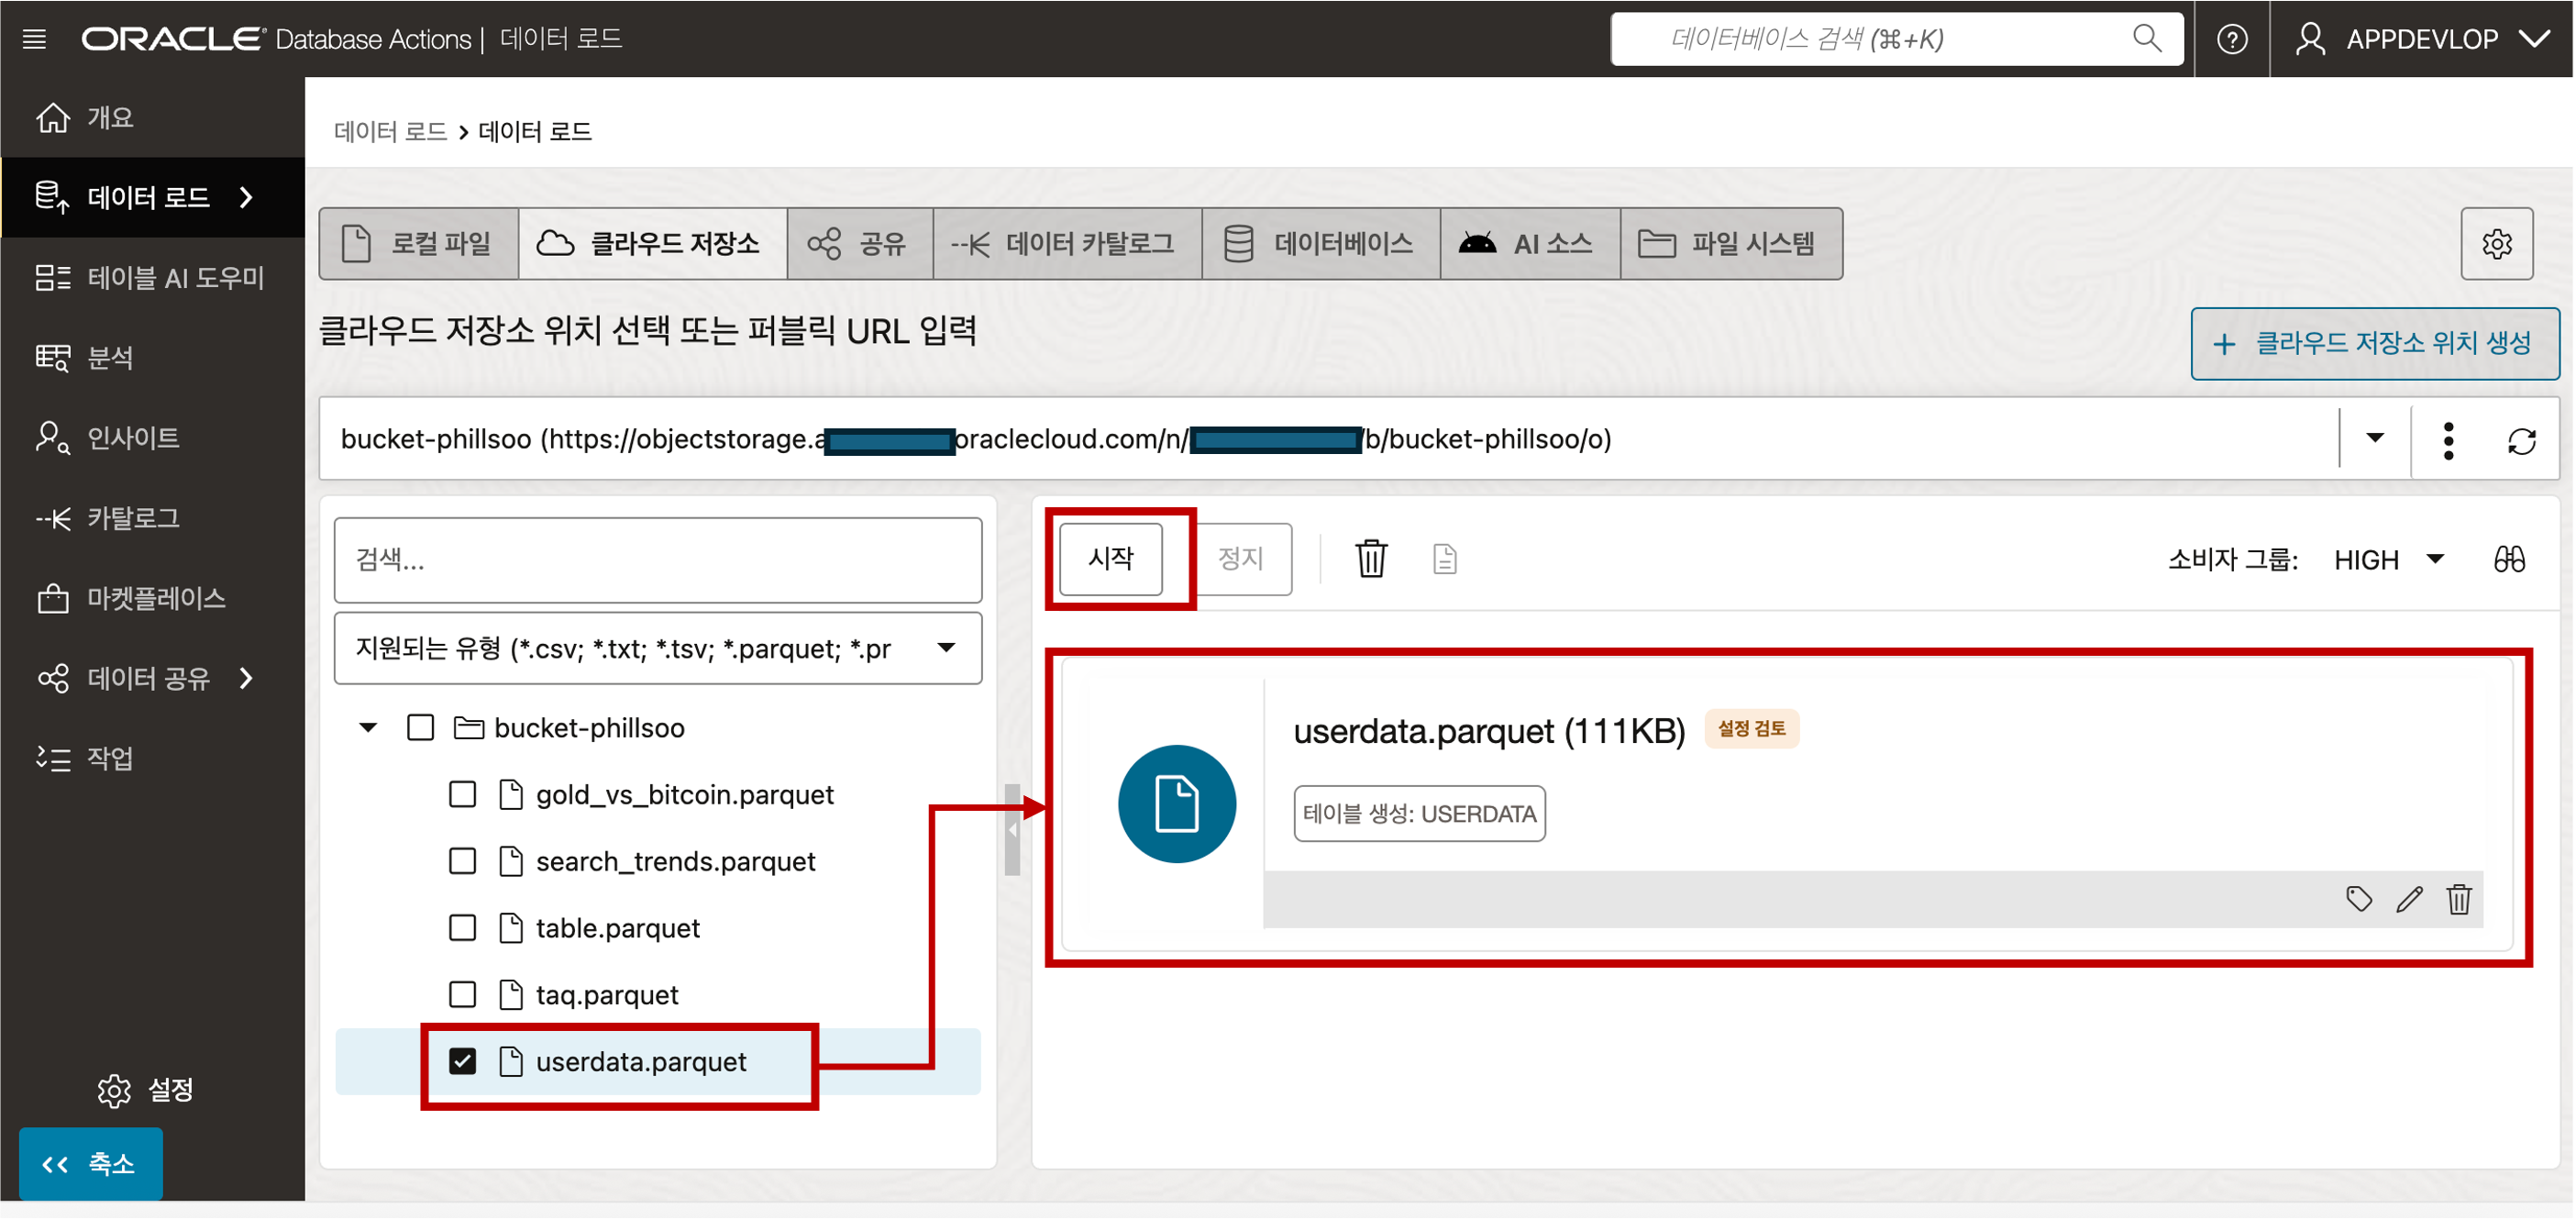 ORACLE Database Actions | 데이터 로드
데이터베이스 검색 (⌘+K)
APPDEVLOP
개요
데이터 로드
테이블 AI 도우미
분석
인사이트
카탈로그
마켓플레이스
데이터 공유
작업
설정
축소
데이터 로드 > 데이터 로드
로컬 파일
클라우드 저장소
공유
데이터 카탈로그
데이터베이스
AI 소스
파일 시스템
클라우드 저장소 위치 선택 또는 퍼블릭 URL 입력
+ 클라우드 저장소 위치 생성
bucket-phillsoo (https://objectstorage.a oraclecloud.com/n/ /b/bucket-phillsoo/o)
검색...
지원되는 유형 (*.csv; *.txt; *.tsv; *.parquet; *.pr
bucket-phillsoo
gold_vs_bitcoin.parquet
search_trends.parquet
table.parquet
taq.parquet
userdata.parquet
시작
정지
소비자 그룹: HIGH
userdata.parquet (111KB) 설정 검토
테이블 생성: USERDATA